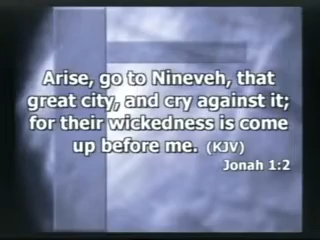 Arise, go to Nineveh, that
great city, and cry against it;
for their wickedness is come
up before me. (KJV)
Jonah 1:2